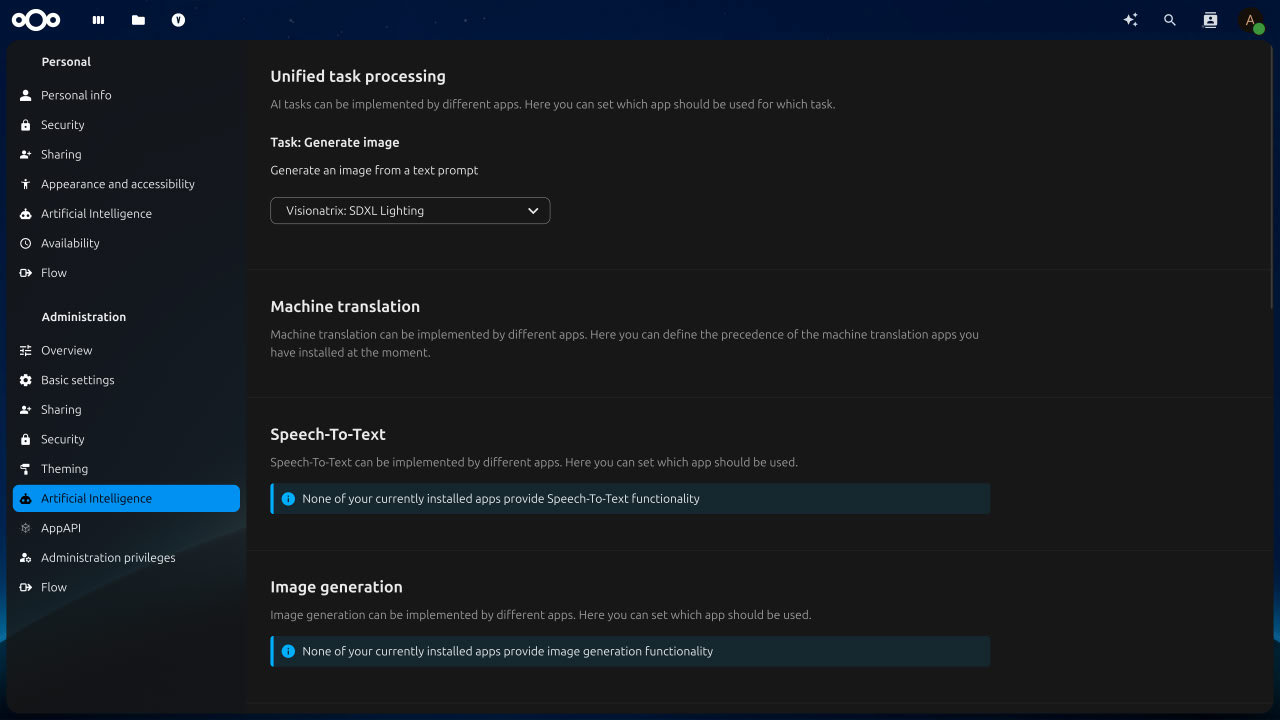 V
A
Personal
Personal info
Security
Sharing
Appearance and accessibility
Artificial Intelligence
Availability
Flow
Administration
Overview
Basic settings
Sharing
Security
Theming
Artificial Intelligence
AppAPI
Administration privileges
Flow
Unified task processing
AI tasks can be implemented by different apps. Here you can set which app should be used for which task.
Task: Generate image
Generate an image from a text prompt
Visionatrix: SDXL Lighting
Machine translation
Machine translation can be implemented by different apps. Here you can define the precedence of the machine translation apps you
have installed at the moment.
Speech-To-Text
Speech-To-Text can be implemented by different apps. Here you can set which app should be used.
None of your currently installed apps provide Speech-To-Text functionality
Image generation
Image generation can be implemented by different apps. Here you can set which app should be used.
None of your currently installed apps provide image generation functionality